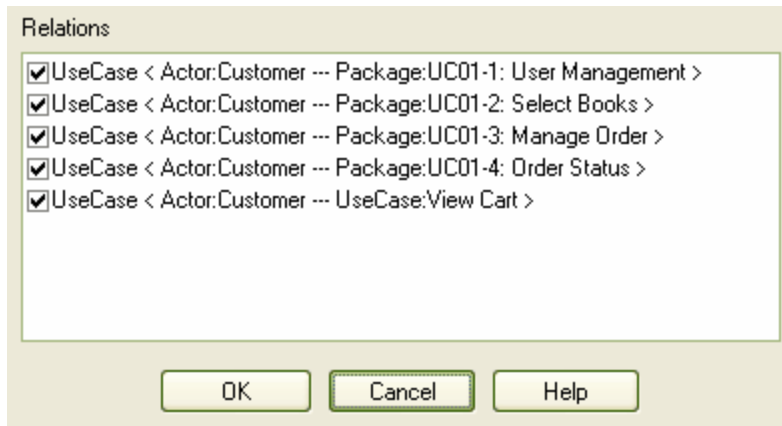 Relations
UseCase < Actor:Customer --- Package:UC01-1: User Management >
UseCase < Actor:Customer --- Package:UC01-2: Select Books >
UseCase < Actor:Customer --- Package:UC01-3: Manage Order >
UseCase < Actor:Customer --- Package:UC01-4: Order Status >
UseCase < Actor:Customer --- UseCase:View Cart >
OK Cancel Help